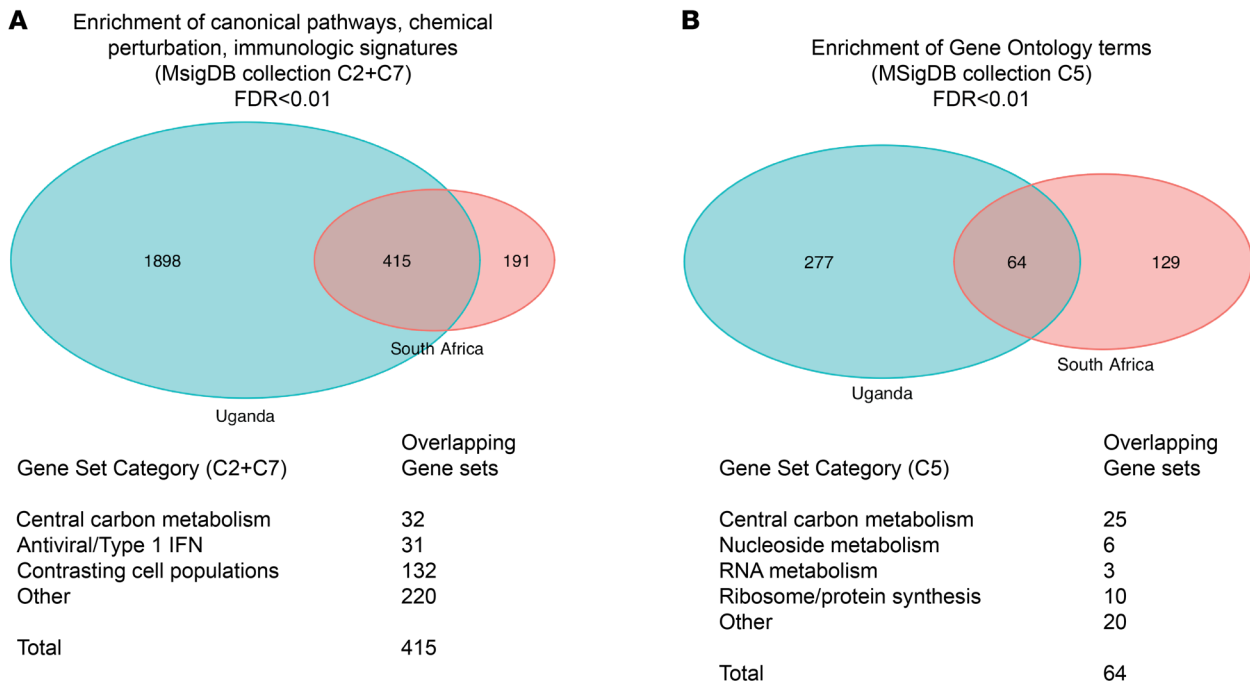 A
Enrichment of canonical pathways, chemical
perturbation, immunologic signatures
(MsigDB collection C2+C7)
FDR<0.01
1898
415
191
South Africa
Uganda
Overlapping
Gene Set Category (C2+C7) Gene sets
Central carbon metabolism 32
Antiviral/Type 1 IFN 31
Contrasting cell populations 132
Other 220
Total 415
B
Enrichment of Gene Ontology terms
(MSigDB collection C5)
FDR<0.01
277
64
129
South Africa
Uganda
Overlapping
Gene Set Category (C5) Gene sets
Central carbon metabolism 25
Nucleoside metabolism 6
RNA metabolism 3
Ribosome/protein synthesis 10
Other 20
Total 64